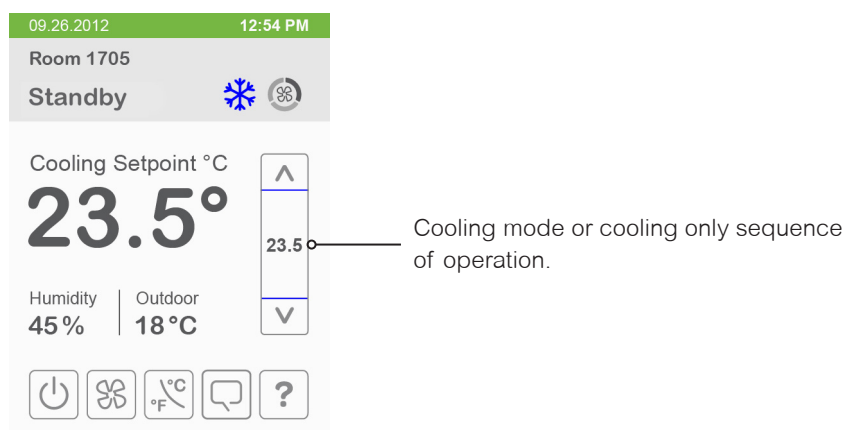 09.26.2012 12:54 PM
Room 1705
Standby
Cooling Setpoint °C
23.5°
23.5
Cooling mode or cooling only sequence
of operation.
Humidity Outdoor
45% 18°C
°C
°F
?